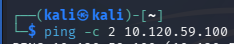 ┌──(kali㉿kali)-[~]
└─$ ping -c 2 10.120.59.100